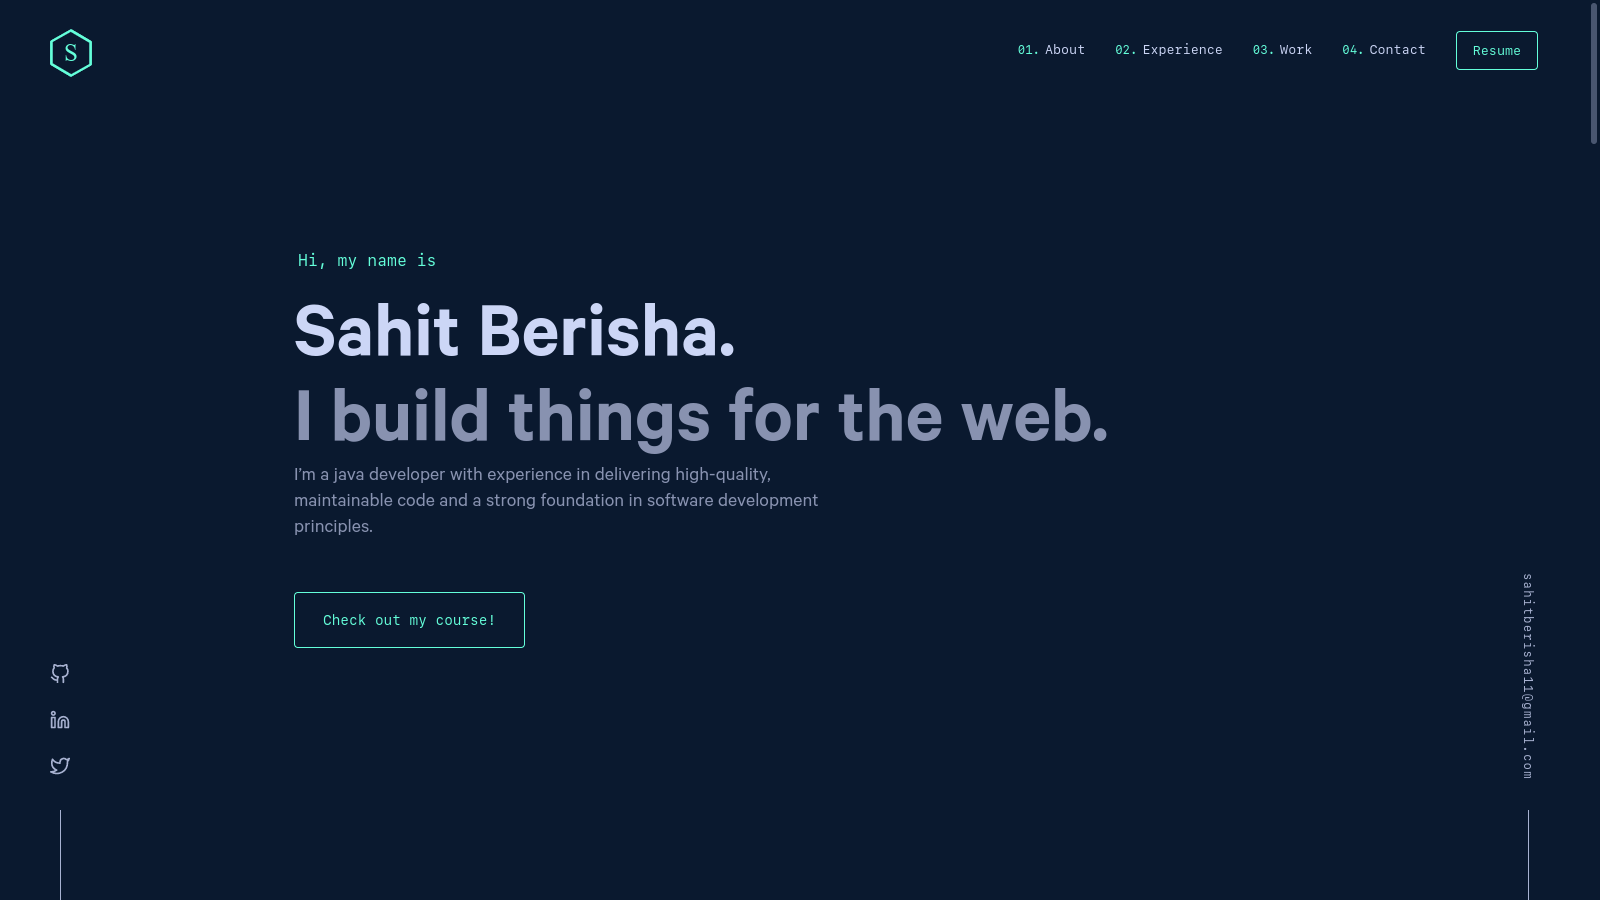 S
01. About 02. Experience 03. Work 04. Contact Resume
Hi, my name is
Sahit Berisha.
I build things for the web.
I'm a java developer with experience in delivering high-quality,
maintainable code and a strong foundation in software development
principles.
Check out my course!
sahitberisha11@gmail.com